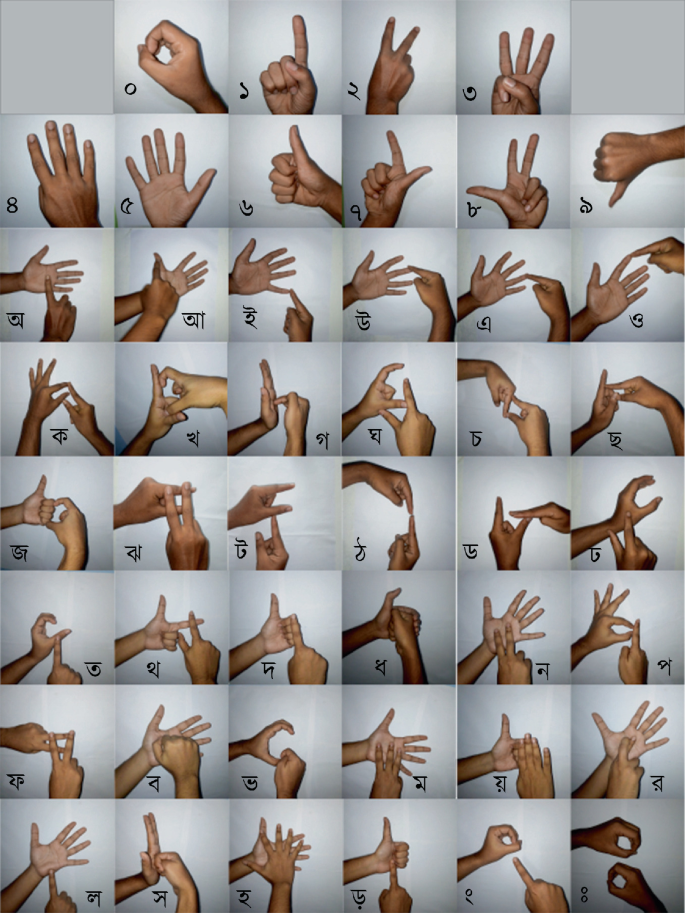 ০ ১ ২ ৩
৪ ৫ ৬ ৭ ৮ ৯
অ আ ই উ এ ও
ক খ গ ঘ চ ছ
জ ঝ ট ঠ ড ঢ
ত থ দ ধ ন প
ফ ব ভ ম য় র
ল স হ ড় ং ঃ